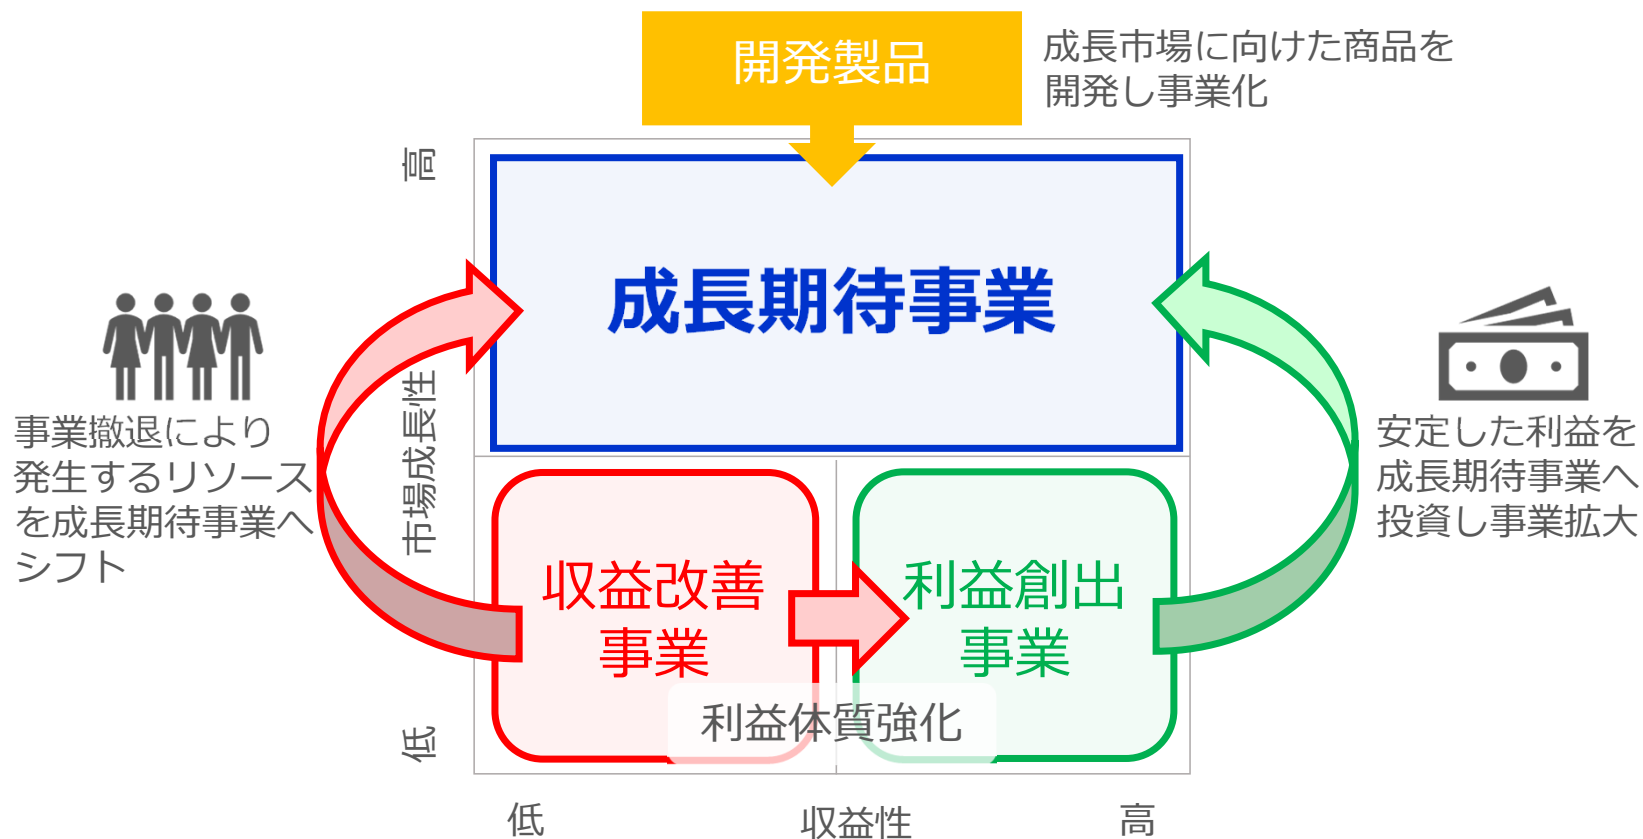 開発製品
成長市場に向けた商品を
開発し事業化
高
成長期待事業
市場成長性
事業撤退により
発生するリソース
を成長期待事業へ
シフト
安定した利益を
成長期待事業へ
投資し事業拡大
収益改善
事業
利益創出
事業
利益体質強化
低
低
収益性
高